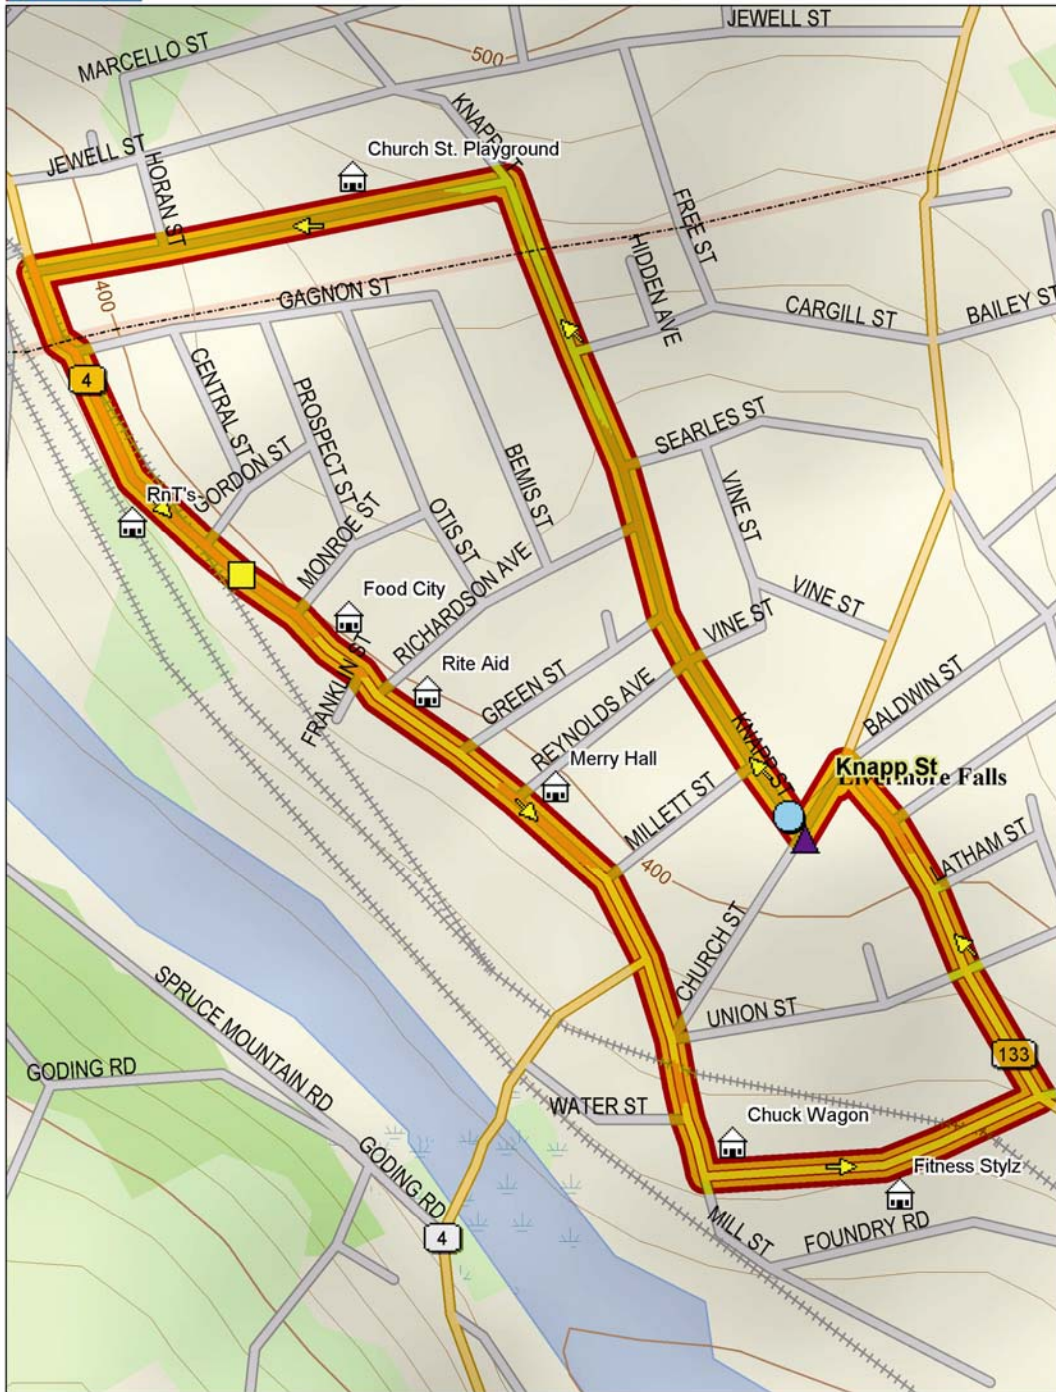 JEWELL ST
MARCELLO ST
500
KNAPP ST
Church St. Playground
JEWELL ST
HORAN ST
FREE ST
HIDDEN AVE
400
GAGNON ST
CARGILL ST
BAILEY ST
4
CENTRAL ST
PROSPECT ST
SEARLES ST
BEMIS ST
RnT's
GORDON ST
VINE ST
MONROE ST
OTIS ST
Food City
RICHARDSON AVE
VINE ST
VINE ST
FRANKLIN ST
Rite Aid
GREEN ST
REYNOLDS AVE
BALDWIN ST
KNAPP ST
Merry Hall
Knapp St
Livermore Falls
MILLETT ST
LATHAM ST
400
CHURCH ST
SPRUCE MOUNTAIN RD
UNION ST
133
GODING RD
WATER ST
Chuck Wagon
GODING RD
Fitness Stylz
4
MILL ST
FOUNDRY RD